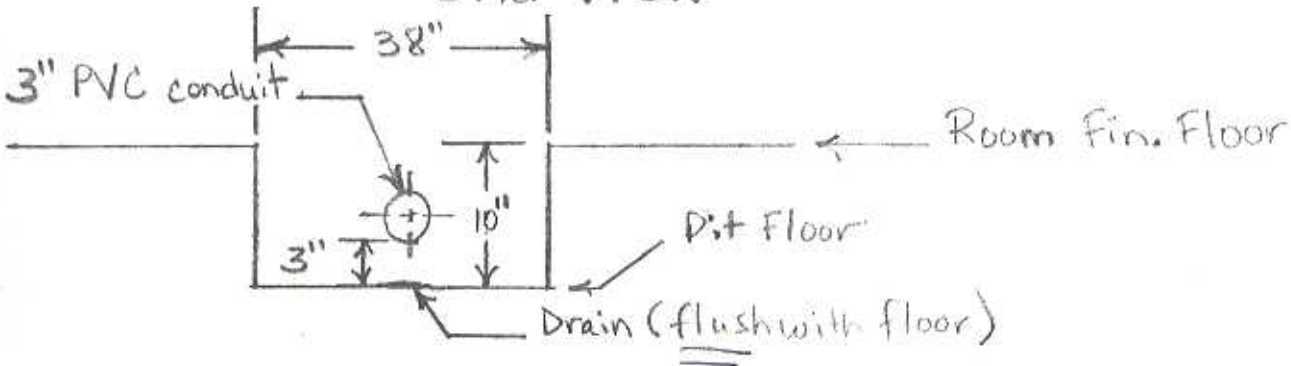 38"
3" PVC conduit
Room Fin. Floor
10"
Pit Floor
3"
Drain (flush with floor)